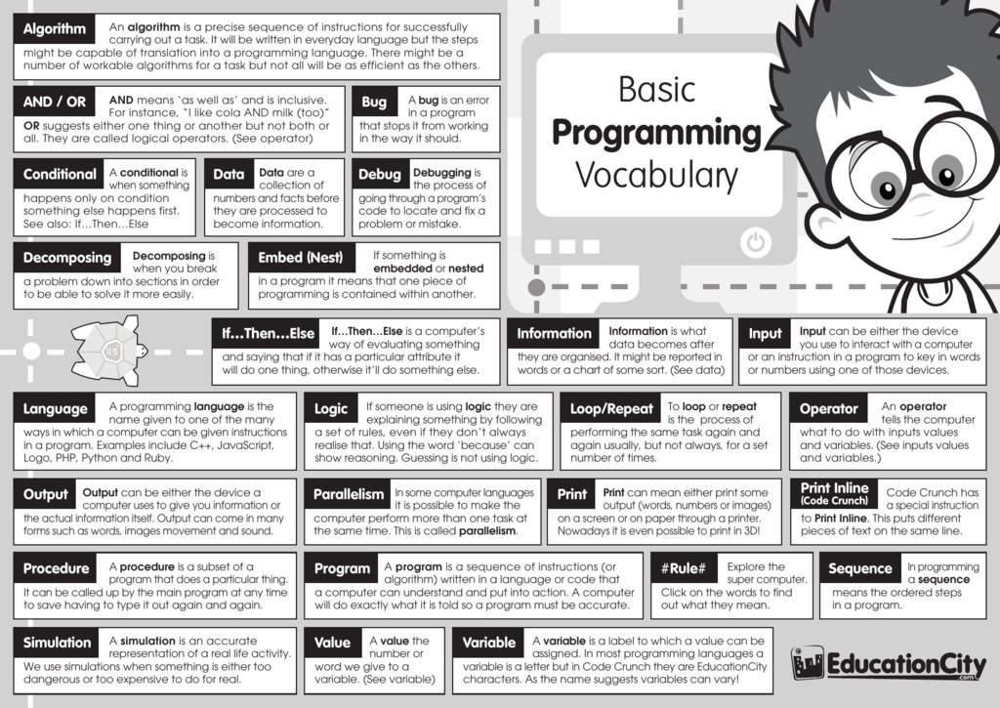 Algorithm
An algorithm is a precise sequence of instructions for successfully
carrying out a task. It will be written in everyday language but the steps
might be capable of translation into a programming language. There might be a
number of workable algorithms for a task but not all will be as efficient as the others.
Basic
Programming
Vocabulary
AND / OR
AND means ‘as well as’ and is inclusive.
For instance, “I like cola AND milk (too)”
OR suggests either one thing or another but not both or
all. They are called logical operators. (See operator)
Bug
A bug is an error
in a program
that stops it from working
in the way it should.
Conditional
A conditional is
when something
happens only on condition
something else happens first.
See also: If…Then…Else
Data
Data are a
collection of
numbers and facts before
they are processed to
become information.
Debug
Debugging is
the process of
going through a program’s
code to locate and fix a
problem or mistake.
Decomposing
Decomposing is
when you break
a problem down into sections in order
to be able to solve it more easily.
Embed (Nest)
If something is
embedded or nested
in a program it means that one piece of
programming is contained within another.
If…Then…Else
If…Then…Else is a computer’s
way of evaluating something
and saying that if it has a particular attribute it
will do one thing, otherwise it’ll do something else.
Information
Information is what
data becomes after
they are organised. It might be reported in
words or a chart of some sort. (See data)
Input
Input can be either the device
you use to interact with a computer
or an instruction in a program to key in words
or numbers using one of those devices.
Language
A programming language is the
name given to one of the many
ways in which a computer can be given instructions
in a program. Examples include C++, JavaScript,
Logo, PHP, Python and Ruby.
Logic
If someone is using logic they are
explaining something by following
a set of rules, even if they don’t always
realise that. Using the word ‘because’ can
show reasoning. Guessing is not using logic.
Loop/Repeat
To loop or repeat
is the process of
performing the same task again and
again usually, but not always, for a set
number of times.
Operator
An operator
tells the computer
what to do with inputs values
and variables. (See inputs values
and variables.)
Output
Output can be either the device a
computer uses to give you information or
the actual information itself. Output can come in many
forms such as words, images movement and sound.
Parallelism
In some computer languages
it is possible to make the
computer perform more than one task at
the same time. This is called parallelism.
Print
Print can mean either print some
output (words, numbers or images)
on a screen or on paper through a printer.
Nowadays it is even possible to print in 3D!
Print Inline
(Code Crunch)
Code Crunch has
a special instruction
to Print Inline. This puts different
pieces of text on the same line.
Procedure
A procedure is a subset of a
program that does a particular thing.
It can be called up by the main program at any time
to save having to type it out again and again.
Program
A program is a sequence of instructions (or
algorithm) written in a language or code that
a computer can understand and put into action. A computer
will do exactly what it is told so a program must be accurate.
#Rule#
Explore the
super computer.
Click on the words to find
out what they mean.
Sequence
In programming
a sequence
means the ordered steps
in a program.
Simulation
A simulation is an accurate
representation of a real life activity.
We use simulations when something is either too
dangerous or too expensive to do for real.
Value
A value the
number or
word we give to a
variable. (See variable)
Variable
A variable is a label to which a value can be
assigned. In most programming languages a
variable is a letter but in Code Crunch they are EducationCity
characters. As the name suggests variables can vary!
EducationCity
.com